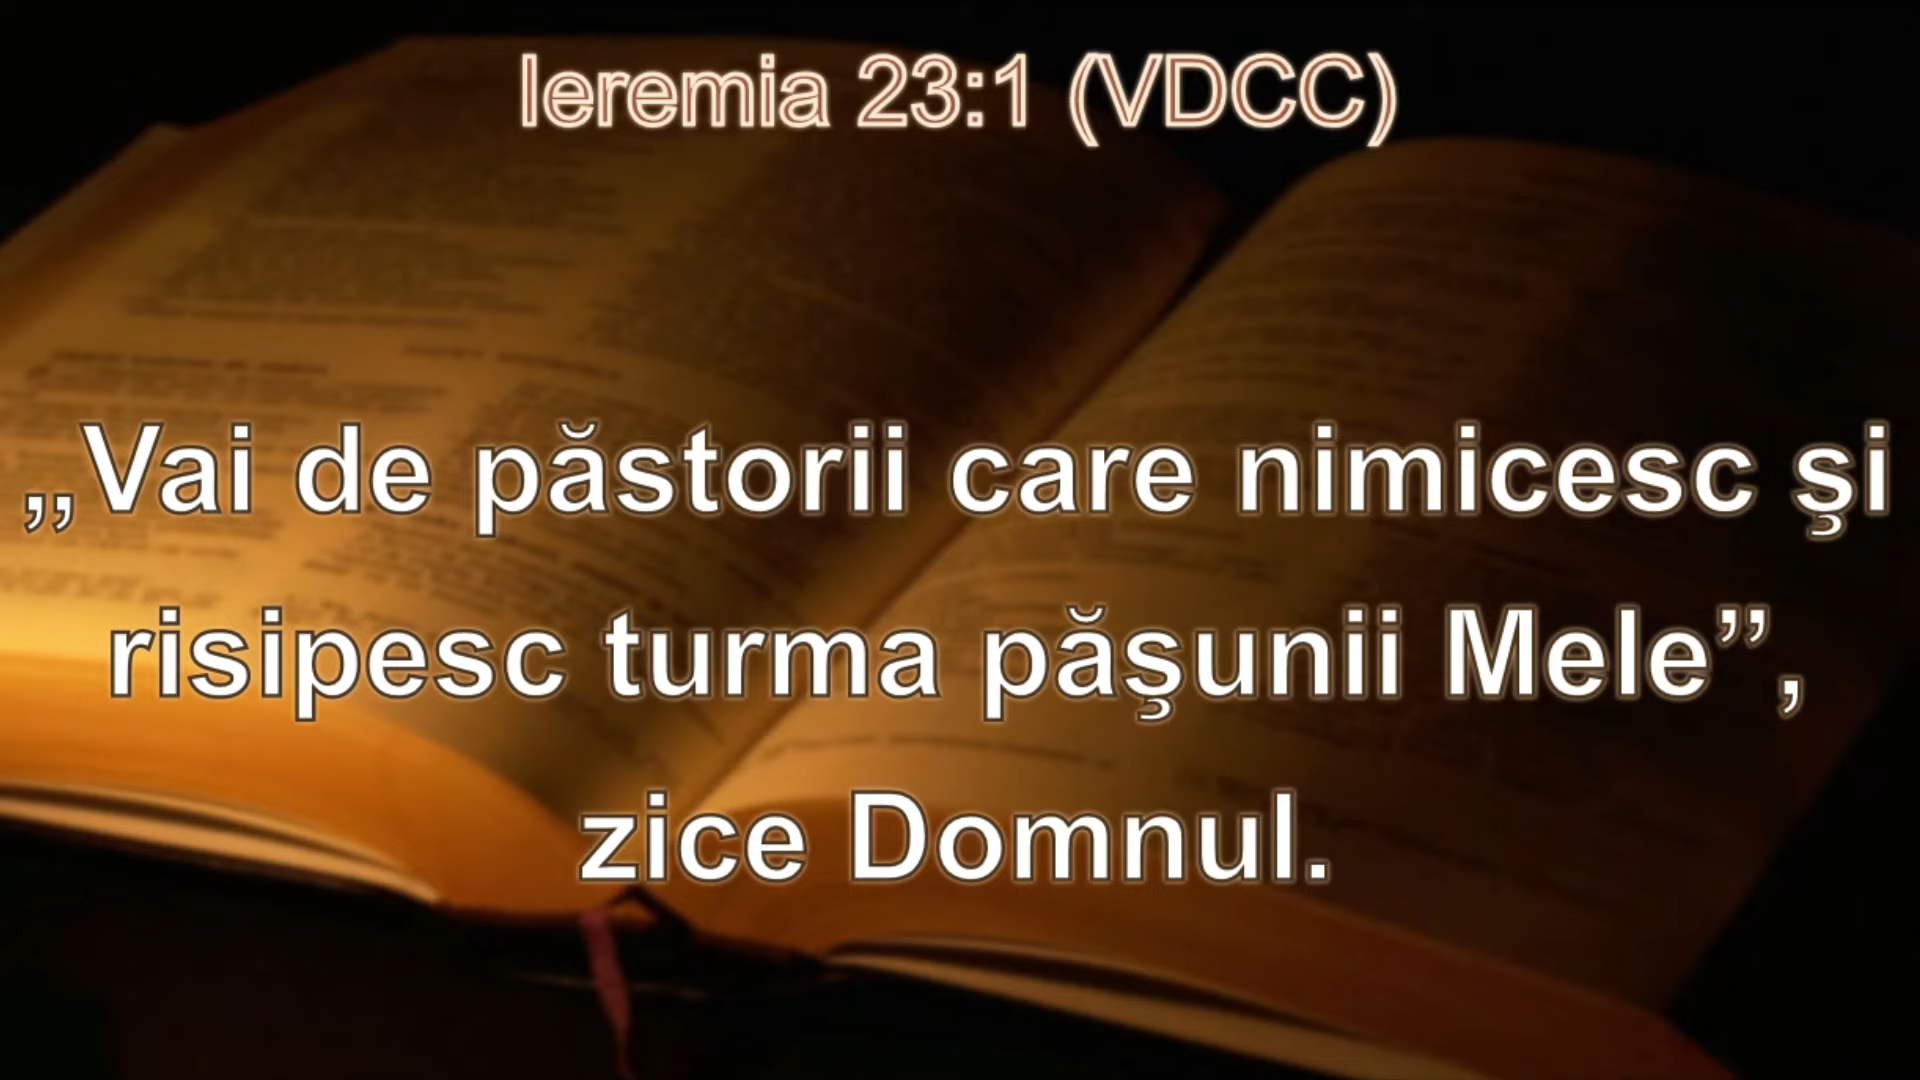 Ieremia 23:1 (VDCC)
„Vai de păstorii care nimicesc şi
risipesc turma păşunii Mele”,
zice Domnul.